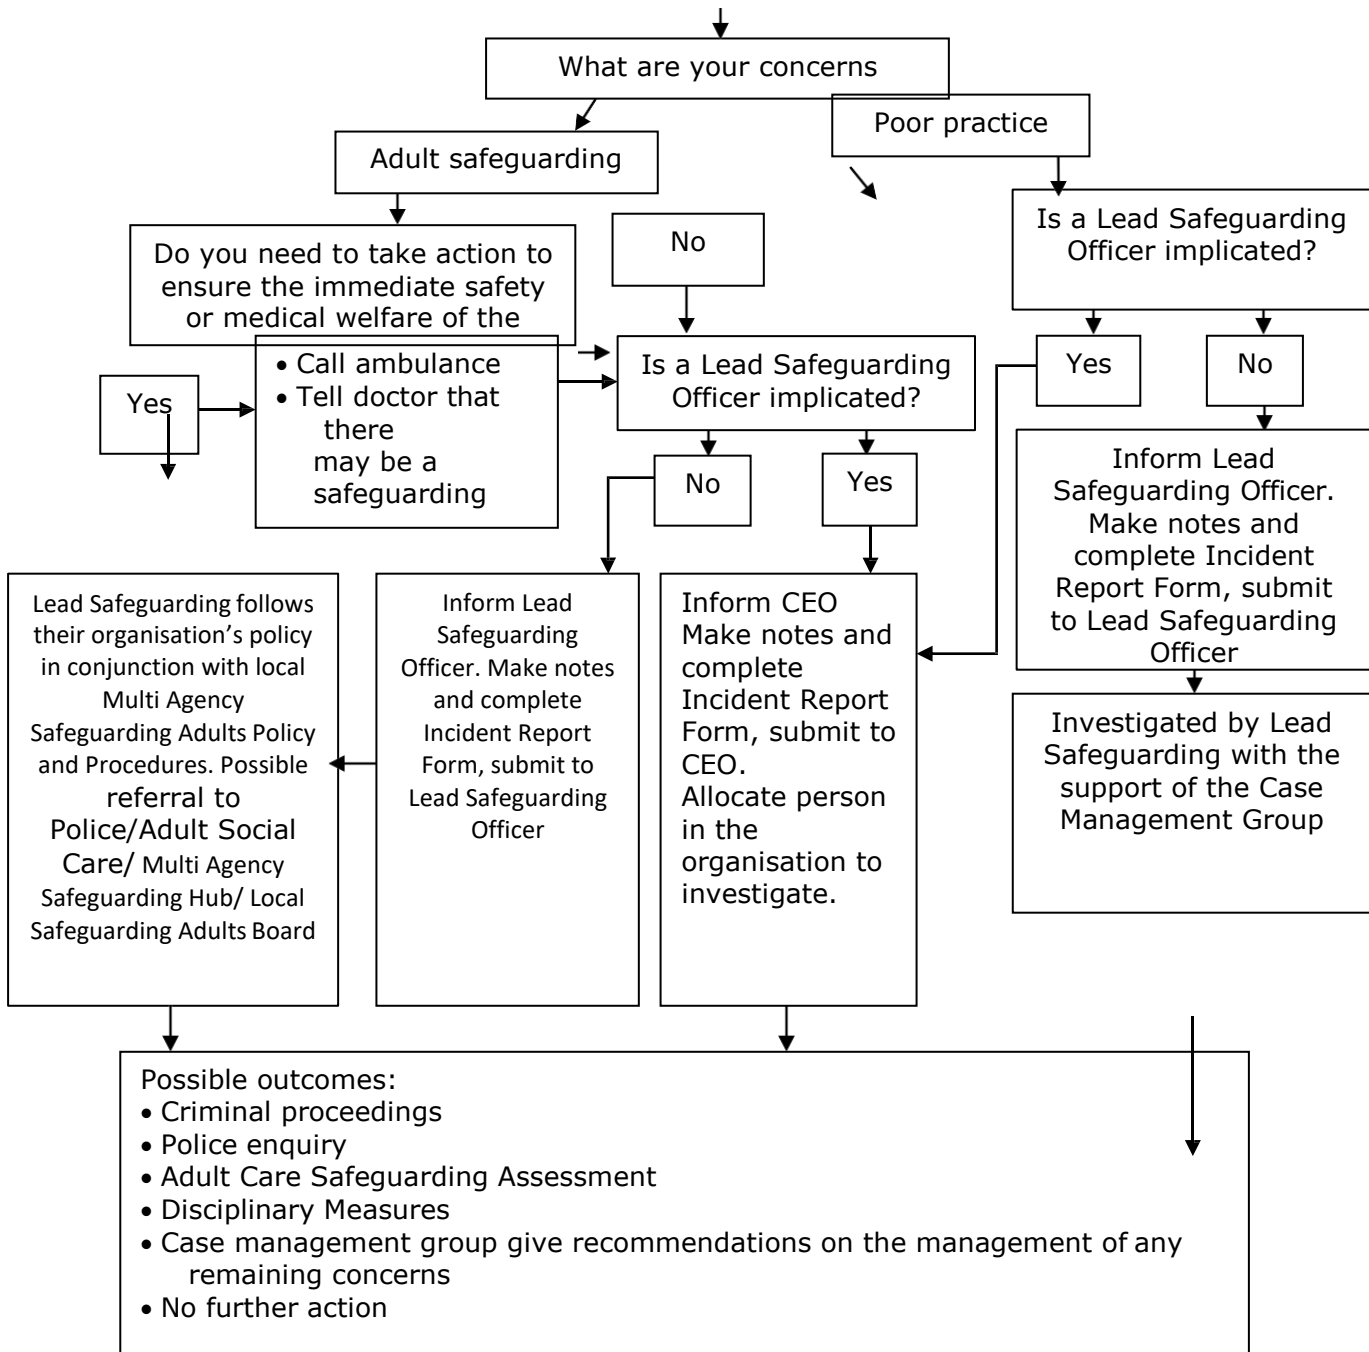 What are your concerns
Poor practice
Adult safeguarding
Is a Lead Safeguarding
Officer implicated?
No
Do you need to take action to
ensure the immediate safety
or medical welfare of the
• Call ambulance
• Tell doctor that
there
may be a
safeguarding
Yes
Is a Lead Safeguarding
Officer implicated?
Yes
No
No
Yes
Inform Lead
Safeguarding Officer.
Make notes and
complete Incident
Report Form, submit
to Lead Safeguarding
Officer
Lead Safeguarding follows
their organisation’s policy
in conjunction with local
Multi Agency
Safeguarding Adults Policy
and Procedures. Possible
referral to
Police/Adult Social
Care/ Multi Agency
Safeguarding Hub/ Local
Safeguarding Adults Board
Inform Lead
Safeguarding
Officer. Make notes
and complete
Incident Report
Form, submit to
Lead Safeguarding
Officer
Inform CEO
Make notes and
complete
Incident Report
Form, submit to
CEO.
Allocate person
in the
organisation to
investigate.
Investigated by Lead
Safeguarding with the
support of the Case
Management Group
Possible outcomes:
• Criminal proceedings
• Police enquiry
• Adult Care Safeguarding Assessment
• Disciplinary Measures
• Case management group give recommendations on the management of any
remaining concerns
• No further action